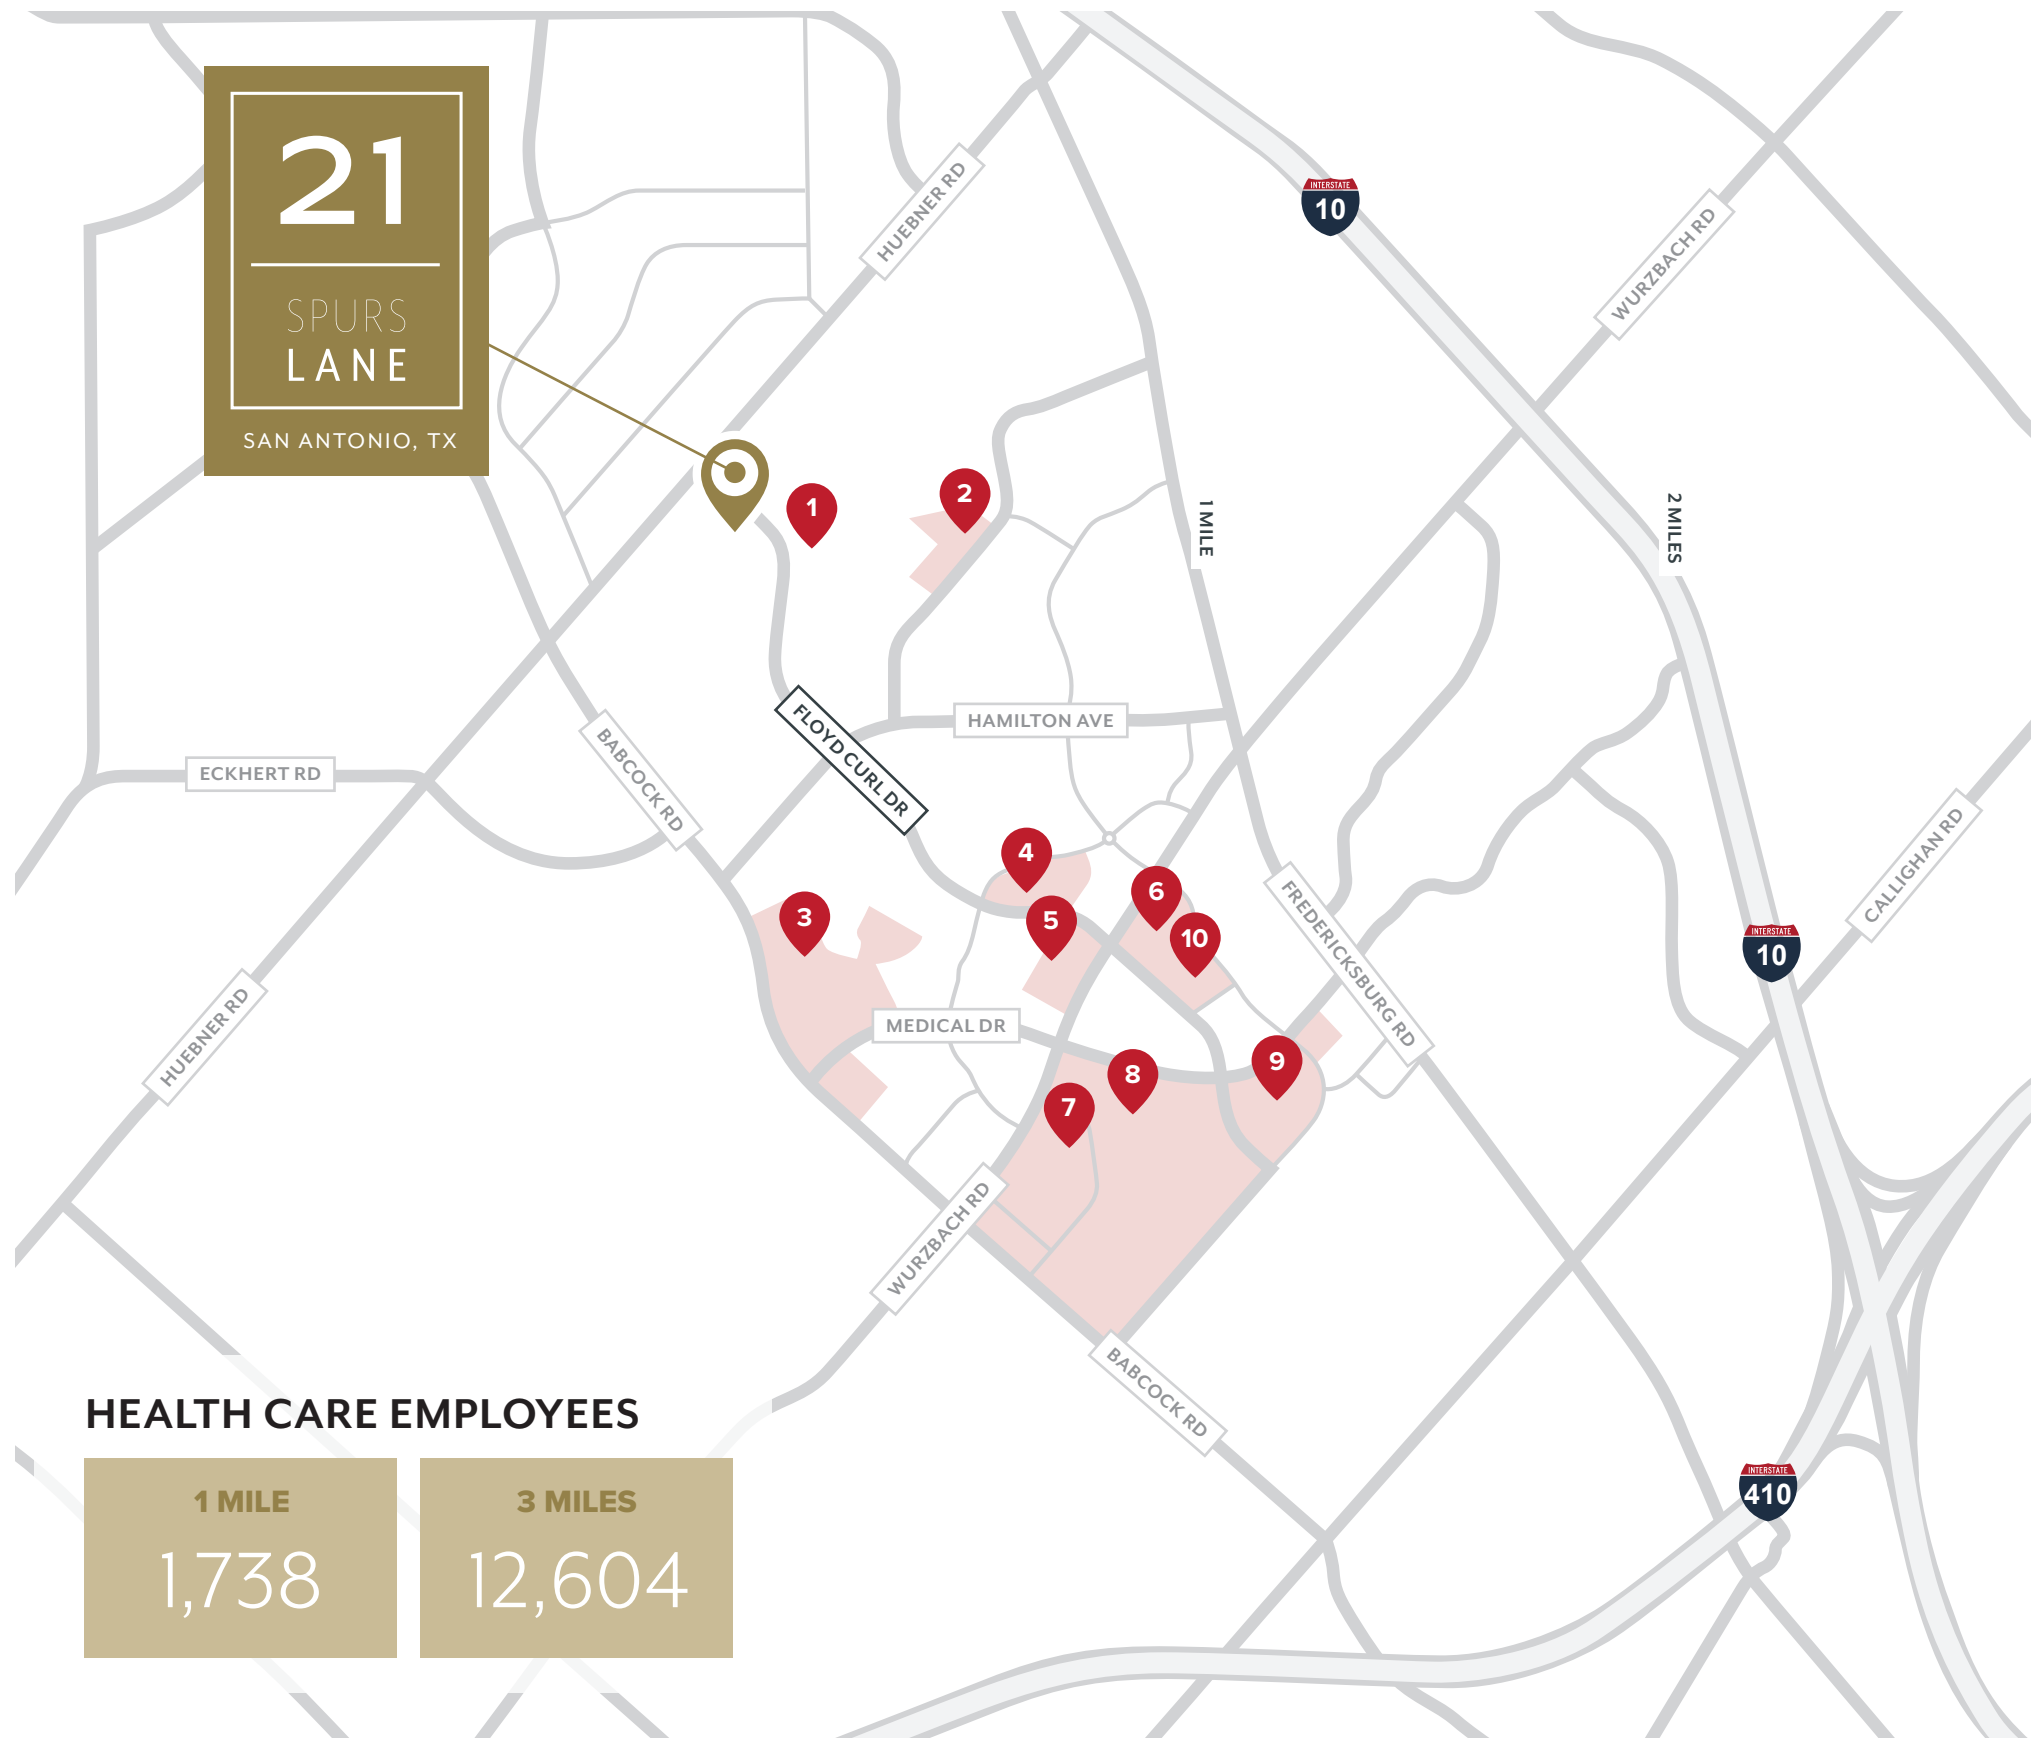 21
SPURS
LANE
SAN ANTONIO, TX
HUEBNER RD
INTERSTATE
10
WURZBACH RD
1
2
1 MILE
2 MILES
HAMILTON AVE
FLOYD CURL DR
BABCOCK RD
ECKHERT RD
4
3
5
6
10
FREDERICKSBURG RD
CALLIGHAN RD
INTERSTATE
10
HUEBNER RD
MEDICAL DR
7
8
9
WURZBACH RD
BABCOCK RD
INTERSTATE
410
HEALTH CARE EMPLOYEES
1 MILE
1,738
3 MILES
12,604